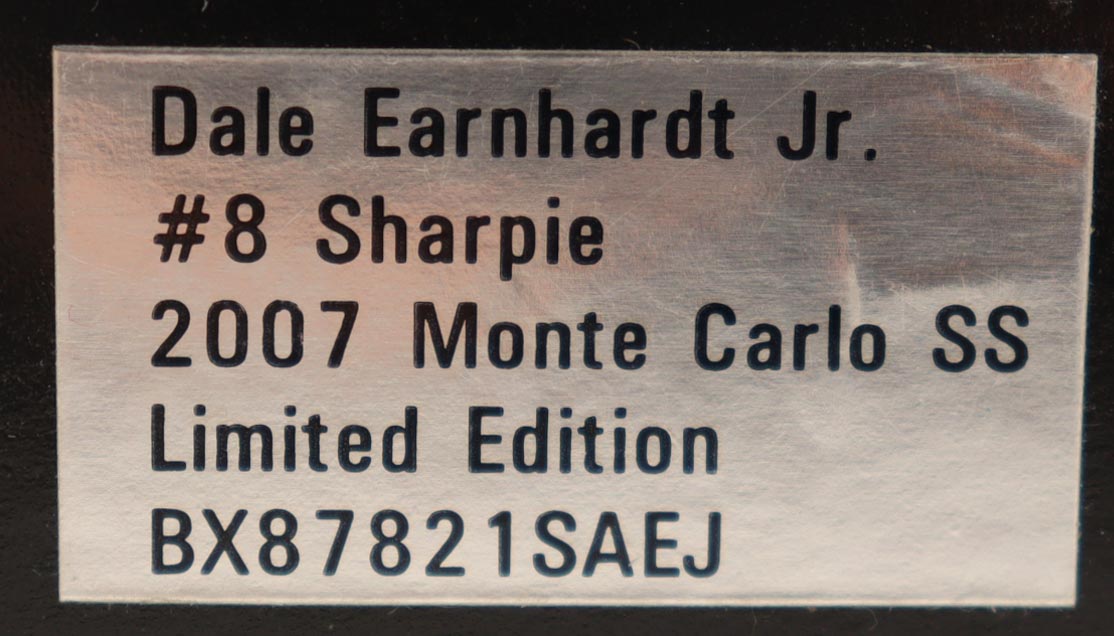 Dale Earnhardt Jr.
#8 Sharpie
2007 Monte Carlo SS
Limited Edition
BX87821SAEJ